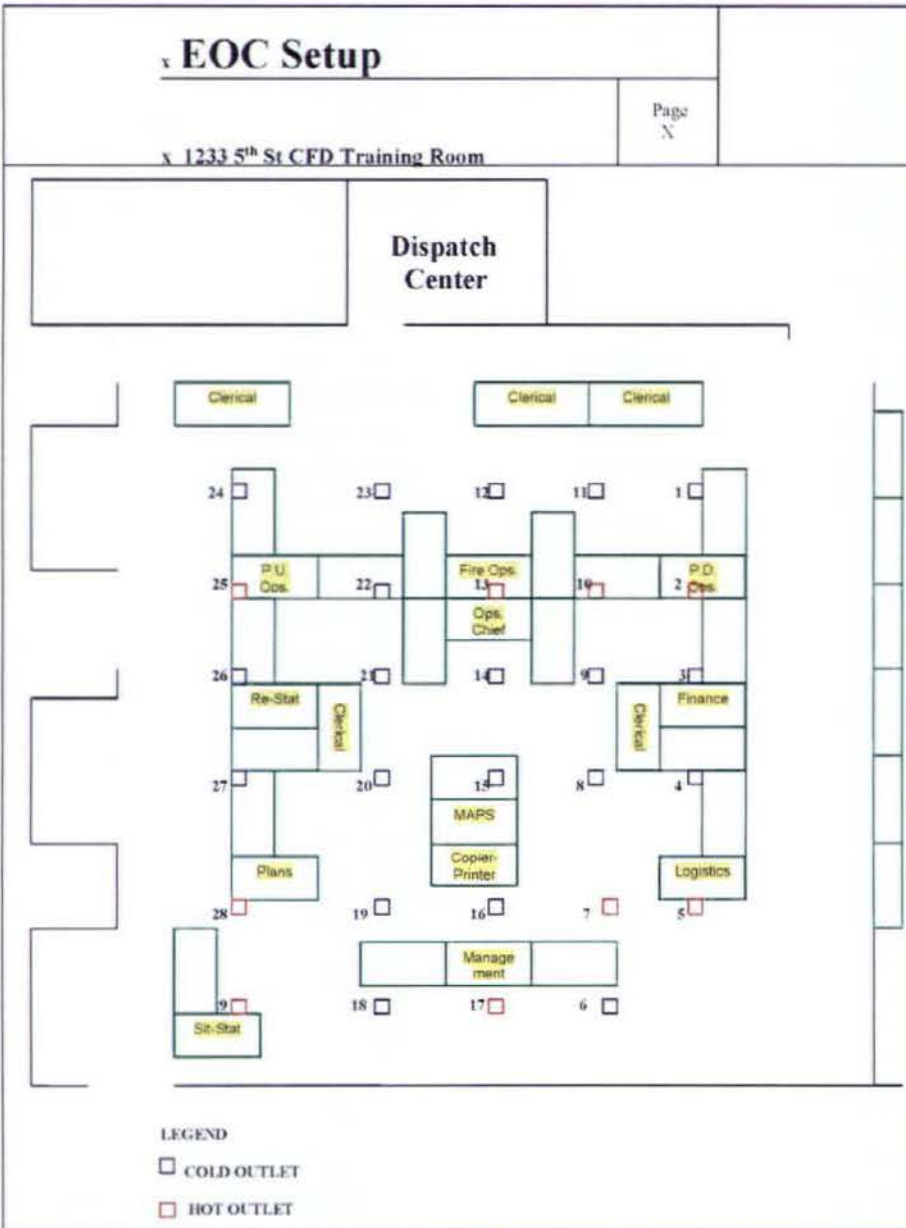 x EOC Setup
Page
X
x 1233 5th St CFD Training Room
Dispatch
Center
Clerical
Clerical
Clerical
24
23
12
11
1
P.U.
Ops.
Fire Ops.
P.D.
Ops.
25
22
13
10
2
Ops.
Chief
26
21
14
9
3
Re-Stat
Clerical
Clerical
Finance
27
20
15
8
4
MAPS
Plans
Copier-
Printer
Logistics
28
19
16
7
5
Manage
ment
9
18
17
6
Sit-Stat
LEGEND
COLD OUTLET
HOT OUTLET